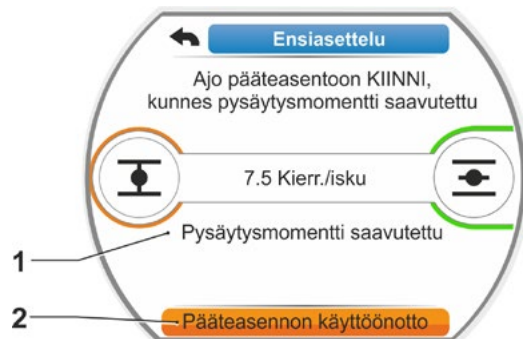 Ensiasettelu
Ajo pääteasentoon KIINNI,
kunnes pysäytysmomentti saavutettu
7.5 Kierr./isku
Pysäytysmomentti saavutettu
1
Pääteasennon käyttöönotto
2